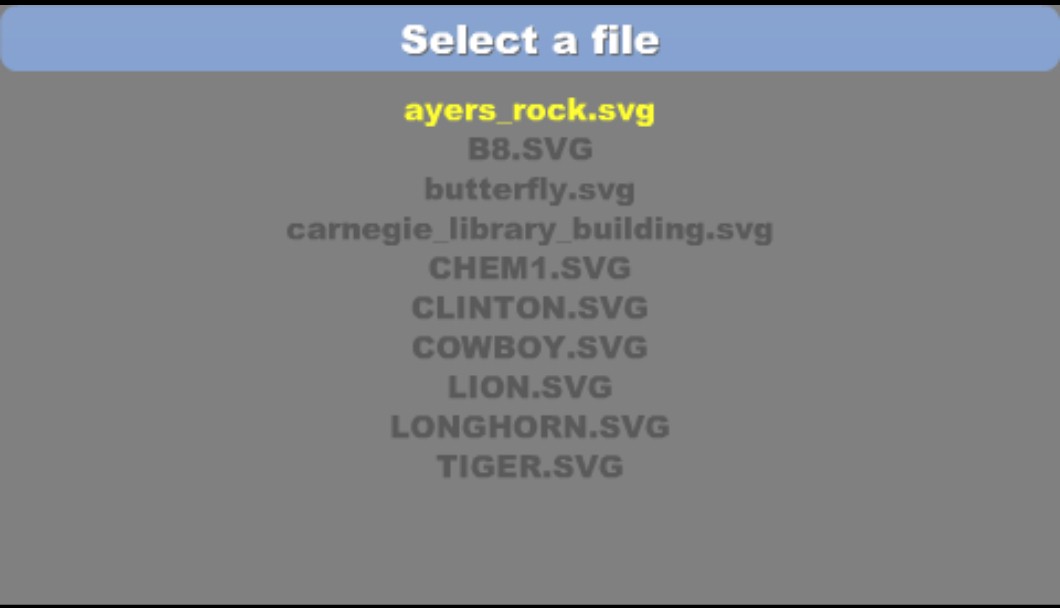 Select a file
ayers_rock.svg
B8.SVG
butterfly.svg
carnegie_library_building.svg
CHEM1.SVG
CLINTON.SVG
COWBOY.SVG
LION.SVG
LONGHORN.SVG
TIGER.SVG